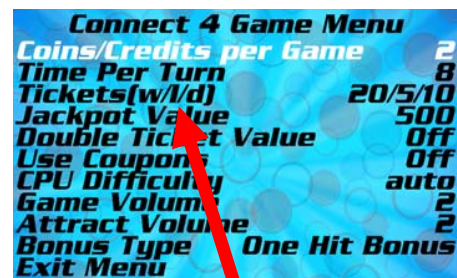 Connect 4 Game Menu
Coins/Credits per Game 2
Time Per Turn 8
Tickets(w/l/d) 20/5/10
Jackpot Value 500
Double Ticket Value Off
Use Coupons Off
CPU Difficulty auto
Game Volume 2
Attract Volume 2
Bonus Type One Hit Bonus
Exit Menu